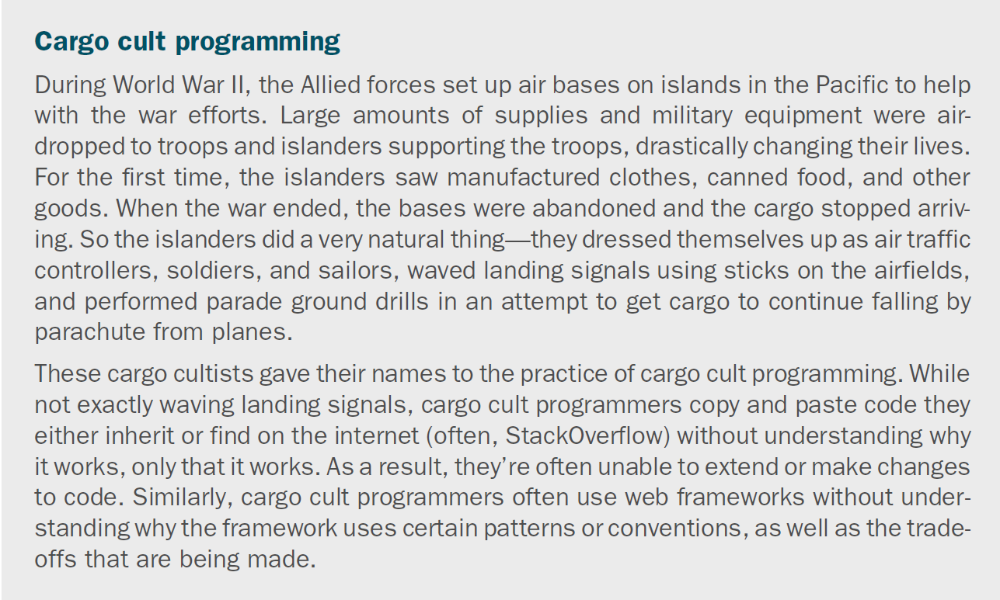 Cargo cult programming
During World War II, the Allied forces set up air bases on islands in the Pacific to help
with the war efforts. Large amounts of supplies and military equipment were air-
dropped to troops and islanders supporting the troops, drastically changing their lives.
For the first time, the islanders saw manufactured clothes, canned food, and other
goods. When the war ended, the bases were abandoned and the cargo stopped arriv-
ing. So the islanders did a very natural thing—they dressed themselves up as air traffic
controllers, soldiers, and sailors, waved landing signals using sticks on the airfields,
and performed parade ground drills in an attempt to get cargo to continue falling by
parachute from planes.
These cargo cultists gave their names to the practice of cargo cult programming. While
not exactly waving landing signals, cargo cult programmers copy and paste code they
either inherit or find on the internet (often, StackOverflow) without understanding why
it works, only that it works. As a result, they’re often unable to extend or make changes
to code. Similarly, cargo cult programmers often use web frameworks without under-
standing why the framework uses certain patterns or conventions, as well as the trade-
offs that are being made.